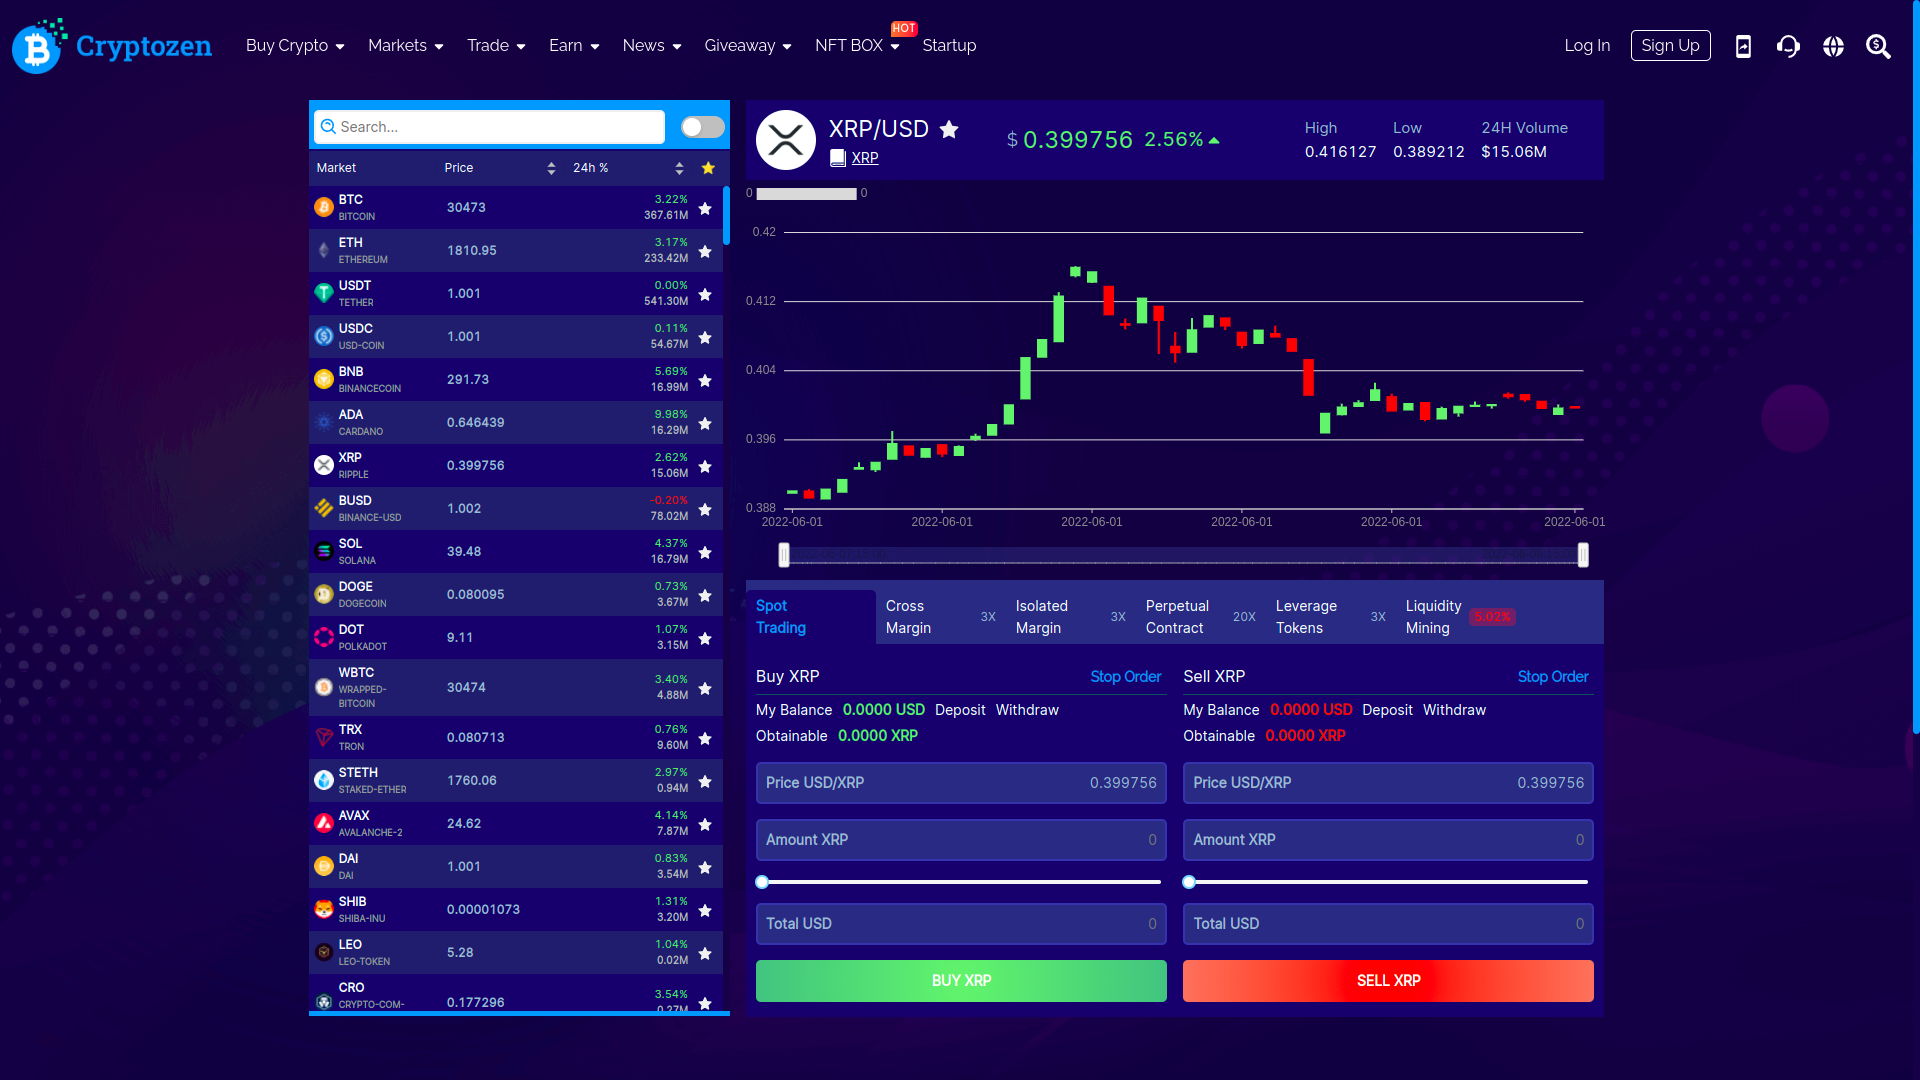 Cryptozen
Buy Crypto
Markets
Trade
Earn
News
Giveaway
NFT BOX
HOT
Startup
Log In
Sign Up
Search...
Market Price 24h %
BTC
BITCOIN
30473
3.22%
367.61M
ETH
ETHEREUM
1810.95
3.17%
233.42M
USDT
TETHER
1.001
0.00%
541.30M
USDC
USD-COIN
1.001
0.11%
54.67M
BNB
BINANCECOIN
291.73
5.69%
16.99M
ADA
CARDANO
0.646439
9.98%
16.29M
XRP
RIPPLE
0.399756
2.62%
15.06M
BUSD
BINANCE-USD
1.002
-0.20%
78.02M
SOL
SOLANA
39.48
4.37%
16.79M
DOGE
DOGECOIN
0.080095
0.73%
3.67M
DOT
POLKADOT
9.11
1.07%
3.15M
WBTC
WRAPPED-
BITCOIN
30474
3.40%
4.88M
TRX
TRON
0.080713
0.76%
9.60M
STETH
STAKED-ETHER
1760.06
2.97%
0.94M
AVAX
AVALANCHE-2
24.62
4.14%
7.87M
DAI
DAI
1.001
0.83%
3.54M
SHIB
SHIBA-INU
0.00001073
1.31%
3.20M
LEO
LEO-TOKEN
5.28
1.04%
0.02M
CRO
CRYPTO-COM-
0.177296
3.54%
0.27M
XRP/USD
XRP
$ 0.399756 2.56%
High
0.416127
Low
0.389212
24H Volume
$15.06M
0 0
0.42
0.412
0.404
0.396
0.388
2022-06-01 2022-06-01 2022-06-01 2022-06-01 2022-06-01 2022-06-01
Spot
Trading
Cross
Margin
3X
Isolated
Margin
3X
Perpetual
Contract
20X
Leverage
Tokens
3X
Liquidity
Mining
5.02%
Buy XRP
Stop Order
My Balance 0.0000 USD Deposit Withdraw
Obtainable 0.0000 XRP
Price USD/XRP 0.399756
Amount XRP 0
Total USD 0
BUY XRP
Sell XRP
Stop Order
My Balance 0.0000 USD Deposit Withdraw
Obtainable 0.0000 XRP
Price USD/XRP 0.399756
Amount XRP 0
Total USD 0
SELL XRP